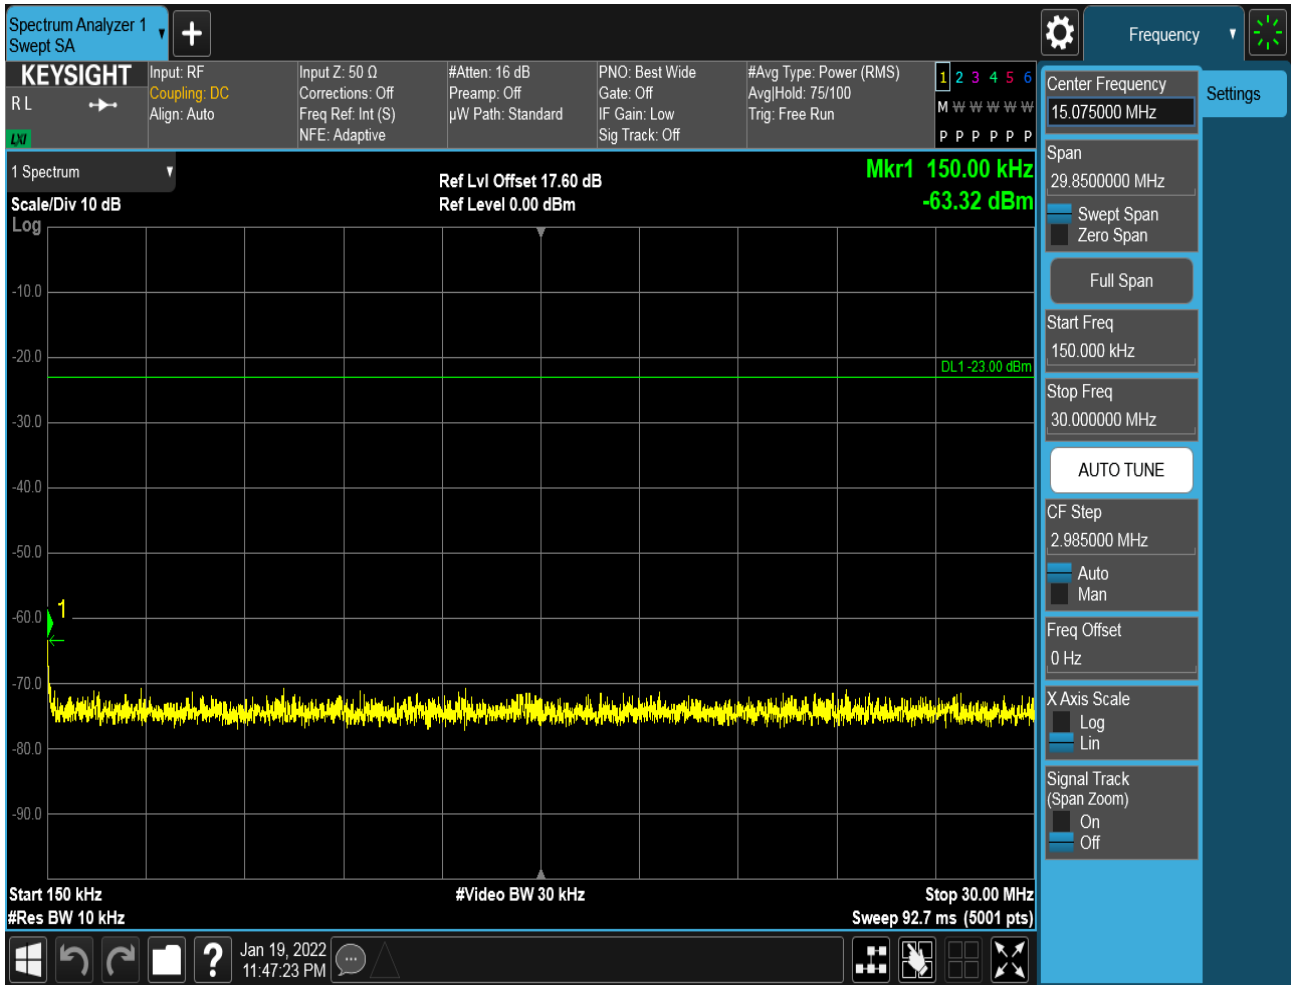 Spectrum Analyzer 1
Swept SA
Frequency
KEYSIGHT
R L
LXI
Input: RF
Coupling: DC
Align: Auto
Input Z: 50 Ω
Corrections: Off
Freq Ref: Int (S)
NFE: Adaptive
#Atten: 16 dB
Preamp: Off
µW Path: Standard
PNO: Best Wide
Gate: Off
IF Gain: Low
Sig Track: Off
#Avg Type: Power (RMS)
Avg|Hold: 75/100
Trig: Free Run
1 2 3 4 5 6
M W W W W W
P P P P P P
1 Spectrum
Scale/Div 10 dB
Log
Ref Lvl Offset 17.60 dB
Ref Level 0.00 dBm
Mkr1 150.00 kHz
-63.32 dBm
-10.0
-20.0
DL1 -23.00 dBm
-30.0
-40.0
-50.0
-60.0
1
-70.0
-80.0
-90.0
Start 150 kHz
#Res BW 10 kHz
#Video BW 30 kHz
Stop 30.00 MHz
Sweep 92.7 ms (5001 pts)
Center Frequency
15.075000 MHz
Settings
Span
29.8500000 MHz
Swept Span
Zero Span
Full Span
Start Freq
150.000 kHz
Stop Freq
30.000000 MHz
AUTO TUNE
CF Step
2.985000 MHz
Auto
Man
Freq Offset
0 Hz
X Axis Scale
Log
Lin
Signal Track
(Span Zoom)
On
Off
?
Jan 19, 2022
11:47:23 PM